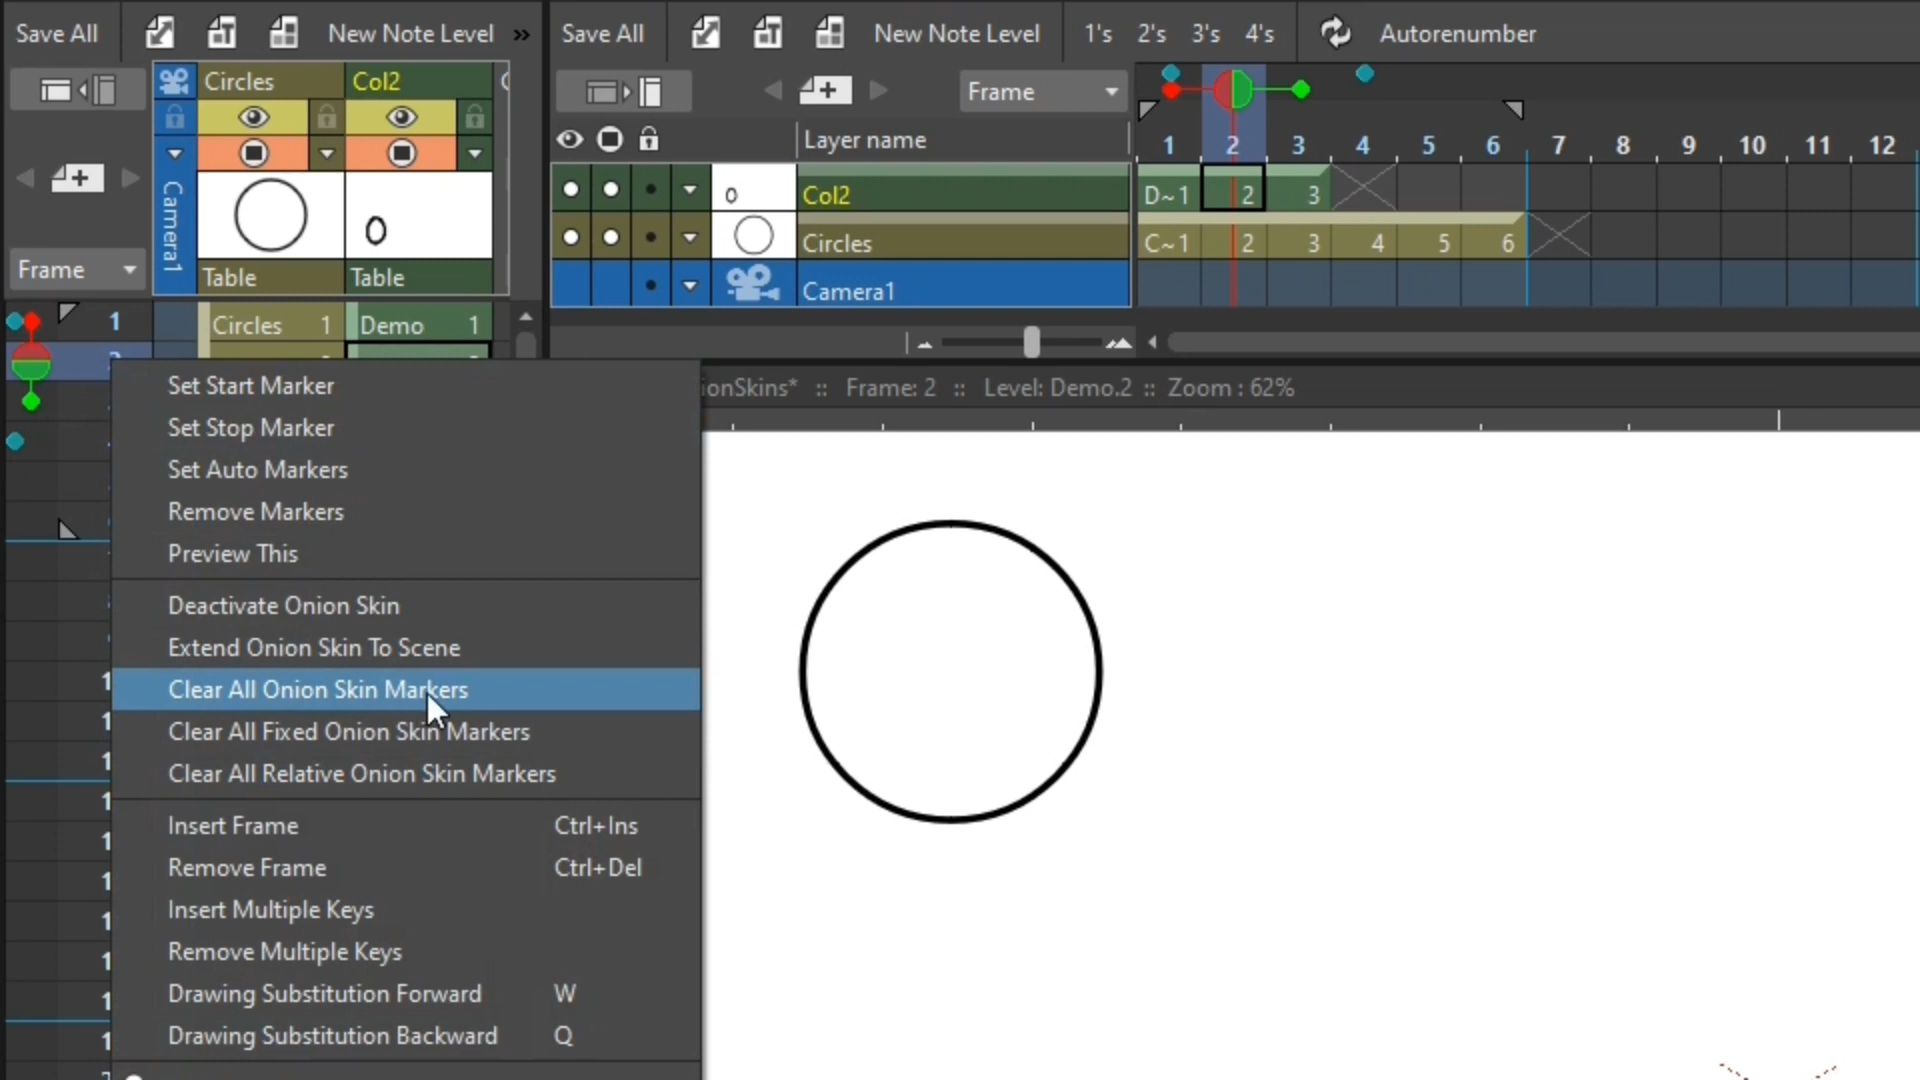 Save All
New Note Level
»
Save All
New Note Level
1's 2's 3's 4's
Autorenumber
Circles
Col2
Frame
Layer name
1 2 3 4 5 6 7 8 9 10 11 12
Camera1
0
0
Col2
D~1 2 3
Circles
C~1 2 3 4 5 6
Camera1
Frame
Table
Table
1
Circles 1
Demo 1
Set Start Marker
ionSkins* :: Frame: 2 :: Level: Demo.2 :: Zoom : 62%
Set Stop Marker
Set Auto Markers
Remove Markers
Preview This
Deactivate Onion Skin
Extend Onion Skin To Scene
Clear All Onion Skin Markers
Clear All Fixed Onion Skin Markers
Clear All Relative Onion Skin Markers
Insert Frame Ctrl+Ins
Remove Frame Ctrl+Del
Insert Multiple Keys
Remove Multiple Keys
Drawing Substitution Forward W
Drawing Substitution Backward Q